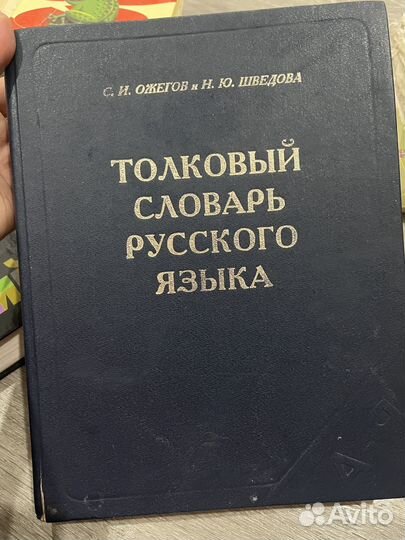 С. И. ОЖЕГОВ и Н. Ю. ШВЕДОВА
ТОЛКОВЫЙ
СЛОВАРЬ
РУССКОГО
ЯЗЫКА
Avito